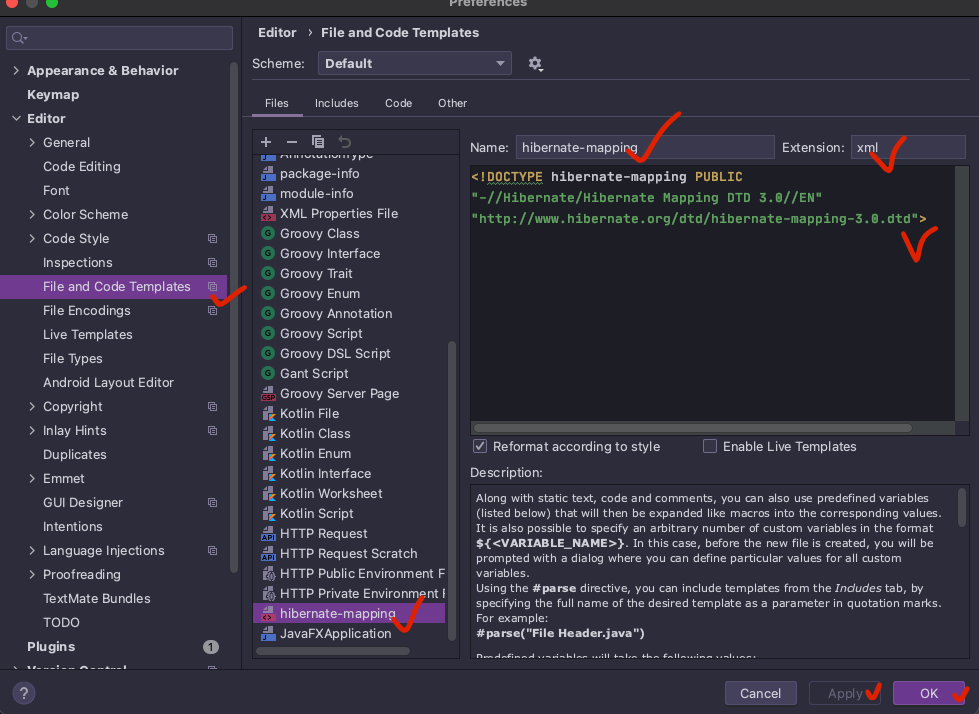 Preferences
Editor › File and Code Templates
Scheme: Default
Appearance & Behavior
Keymap
Editor
General
Code Editing
Font
Color Scheme
Code Style
Inspections
File and Code Templates
File Encodings
Live Templates
File Types
Android Layout Editor
Copyright
Inlay Hints
Duplicates
Emmet
GUI Designer
Intentions
Language Injections
Proofreading
TextMate Bundles
TODO
Plugins 1
Version Control
Files Includes Code Other
AnnotationType
package-info
module-info
XML Properties File
Groovy Class
Groovy Interface
Groovy Trait
Groovy Enum
Groovy Annotation
Groovy Script
Groovy DSL Script
Gant Script
Groovy Server Page
Kotlin File
Kotlin Class
Kotlin Enum
Kotlin Interface
Kotlin Worksheet
Kotlin Script
HTTP Request
HTTP Request Scratch
HTTP Public Environment F
HTTP Private Environment F
hibernate-mapping
JavaFXApplication
Name: hibernate-mapping Extension: xml
<!DOCTYPE hibernate-mapping PUBLIC
"-//Hibernate/Hibernate Mapping DTD 3.0//EN"
"http://www.hibernate.org/dtd/hibernate-mapping-3.0.dtd">
Reformat according to style Enable Live Templates
Description:
Along with static text, code and comments, you can also use predefined variables
(listed below) that will then be expanded like macros into the corresponding values.
It is also possible to specify an arbitrary number of custom variables in the format
${<VARIABLE_NAME>}. In this case, before the new file is created, you will be
prompted with a dialog where you can define particular values for all custom
variables.
Using the #parse directive, you can include templates from the Includes tab, by
specifying the full name of the desired template as a parameter in quotation marks.
For example:
#parse("File Header.java")
Predefined variables will take the following values:
? Cancel Apply OK